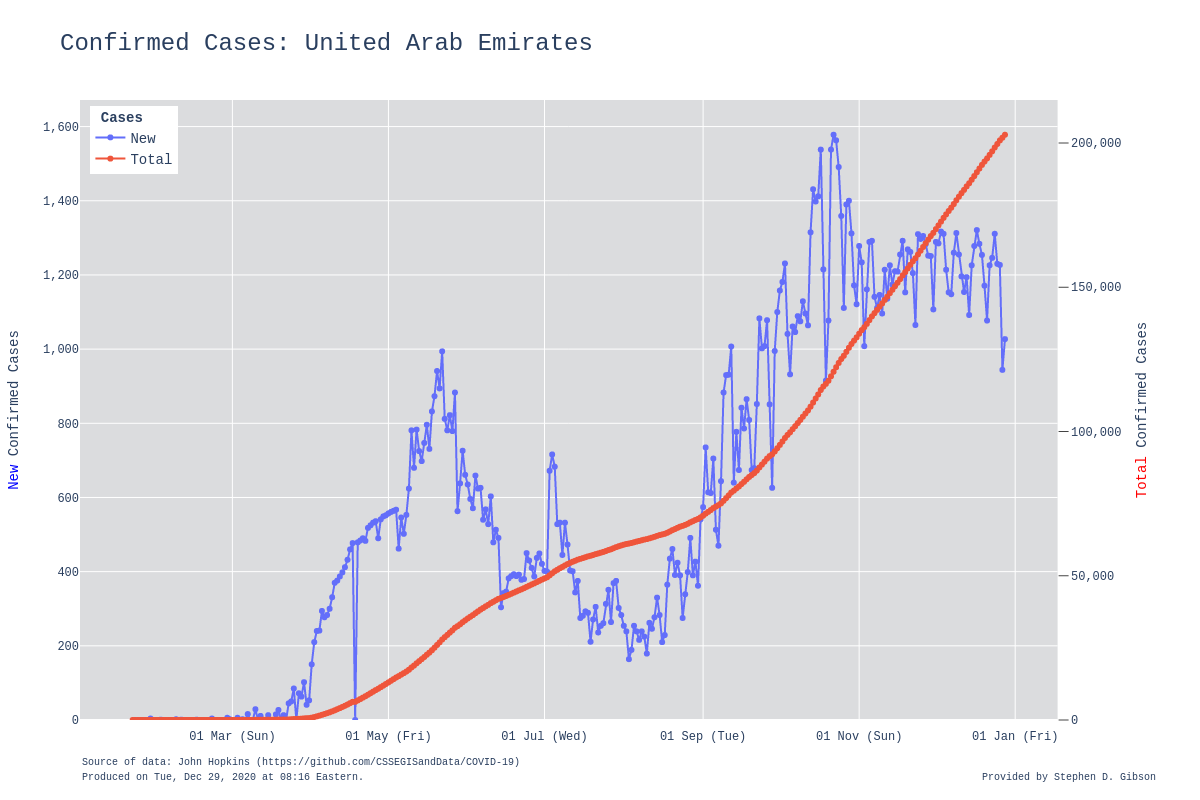 Confirmed Cases: United Arab Emirates
Cases
New
Total
1,600
1,400
1,200
1,000
800
600
400
200
0
New Confirmed Cases
200,000
150,000
100,000
50,000
0
Total Confirmed Cases
01 Mar (Sun) 01 May (Fri) 01 Jul (Wed) 01 Sep (Tue) 01 Nov (Sun) 01 Jan (Fri)
Source of data: John Hopkins (https://github.com/CSSEGISandData/COVID-19)
Produced on Tue, Dec 29, 2020 at 08:16 Eastern.
Provided by Stephen D. Gibson